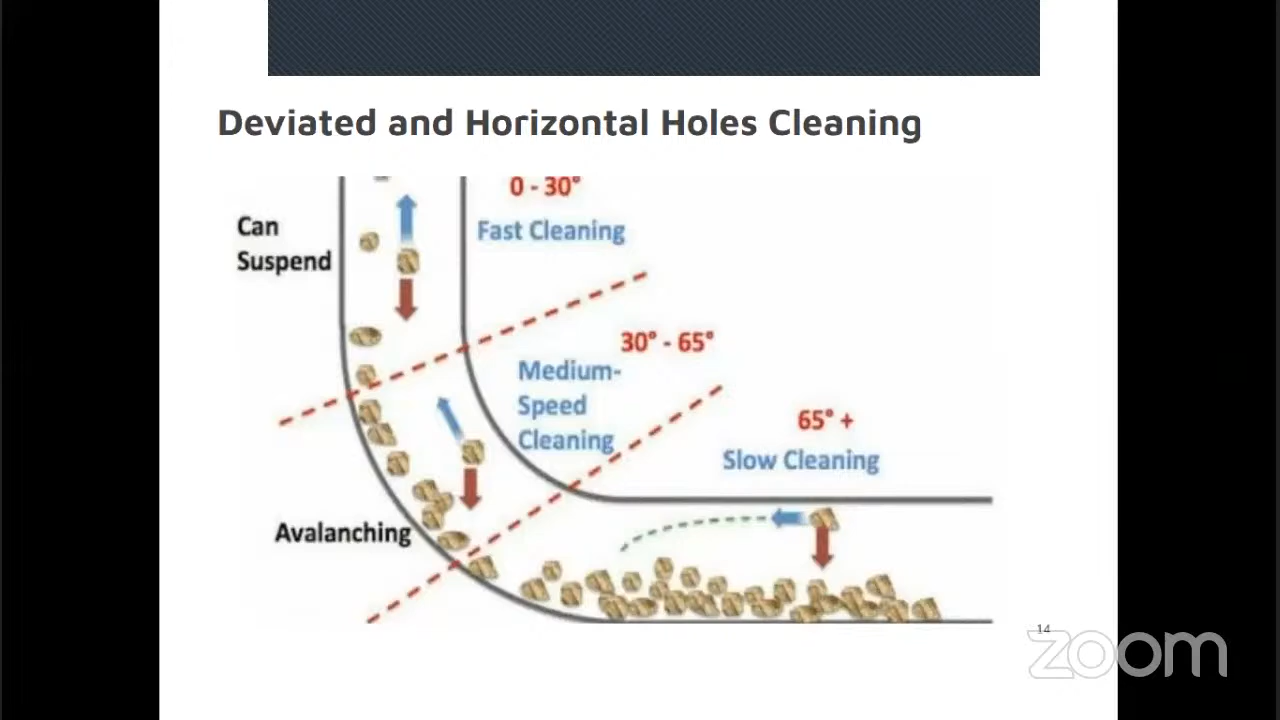 Deviated and Horizontal Holes Cleaning
0 - 30°
Can
Suspend
Fast Cleaning
30° - 65°
Medium-
Speed
Cleaning
65° +
Slow Cleaning
Avalanching
14
zoom